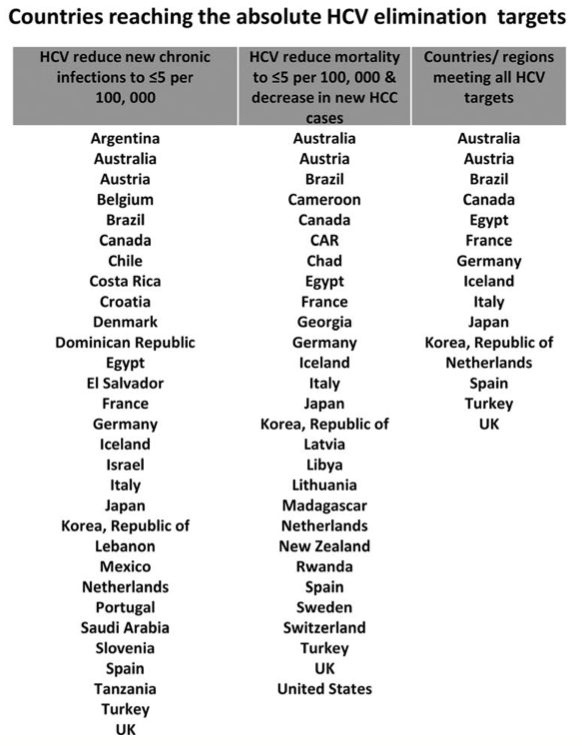 Countries reaching the absolute HCV elimination targets
HCV reduce new chronic
infections to ≤5 per
100, 000
HCV reduce mortality
to ≤5 per 100, 000 &
decrease in new HCC
cases
Countries/ regions
meeting all HCV
targets
Argentina
Australia
Austria
Belgium
Brazil
Canada
Chile
Costa Rica
Croatia
Denmark
Dominican Republic
Egypt
El Salvador
France
Germany
Iceland
Israel
Italy
Japan
Korea, Republic of
Lebanon
Mexico
Netherlands
Portugal
Saudi Arabia
Slovenia
Spain
Tanzania
Turkey
UK
Australia
Austria
Brazil
Cameroon
Canada
CAR
Chad
Egypt
France
Georgia
Germany
Iceland
Italy
Japan
Korea, Republic of
Latvia
Libya
Lithuania
Madagascar
Netherlands
New Zealand
Rwanda
Spain
Sweden
Switzerland
Turkey
UK
United States
Australia
Austria
Brazil
Canada
Egypt
France
Germany
Iceland
Italy
Japan
Korea, Republic of
Netherlands
Spain
Turkey
UK